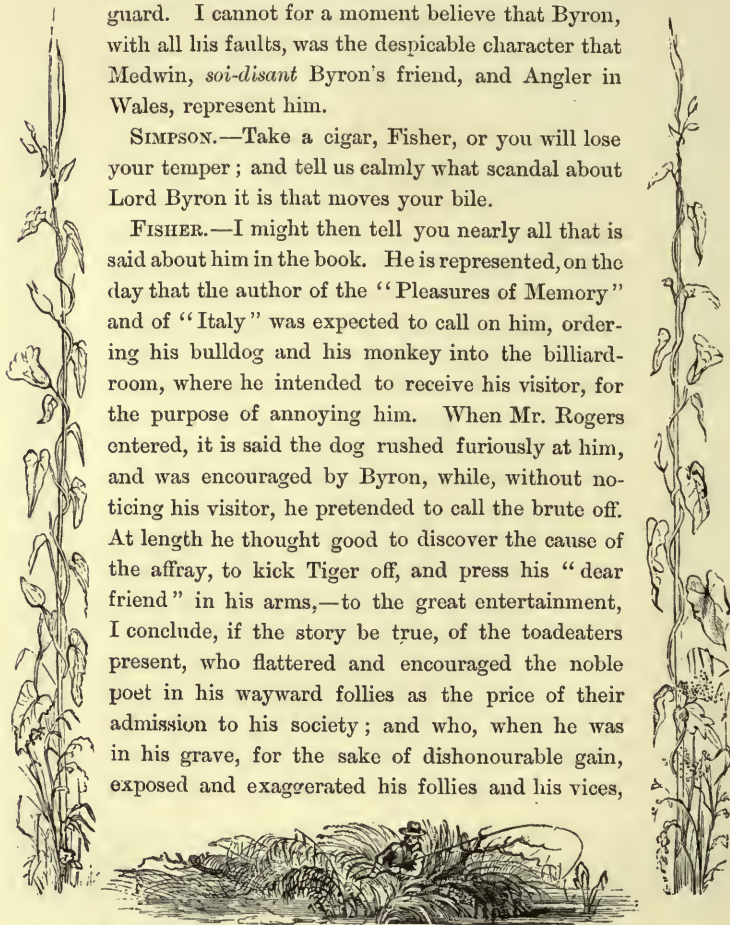 guard. I cannot for a moment believe that Byron,
with all his faults, was the despicable character that
Medwin, soi-disant Byron's friend, and Angler in
Wales, represent him.
SIMPSON.—Take a cigar, Fisher, or you will lose
your temper; and tell us calmly what scandal about
Lord Byron it is that moves your bile.
FISHER.—I might then tell you nearly all that is
said about him in the book. He is represented, on the
day that the author of the "Pleasures of Memory"
and of "Italy" was expected to call on him, order-
ing his bulldog and his monkey into the billiard-
room, where he intended to receive his visitor, for
the purpose of annoying him. When Mr. Rogers
entered, it is said the dog rushed furiously at him,
and was encouraged by Byron, while, without no-
ticing his visitor, he pretended to call the brute off.
At length he thought good to discover the cause of
the affray, to kick Tiger off, and press his "dear
friend" in his arms,—to the great entertainment,
I conclude, if the story be true, of the toadeaters
present, who flattered and encouraged the noble
poet in his wayward follies as the price of their
admission to his society; and who, when he was
in his grave, for the sake of dishonourable gain,
exposed and exaggerated his follies and his vices,